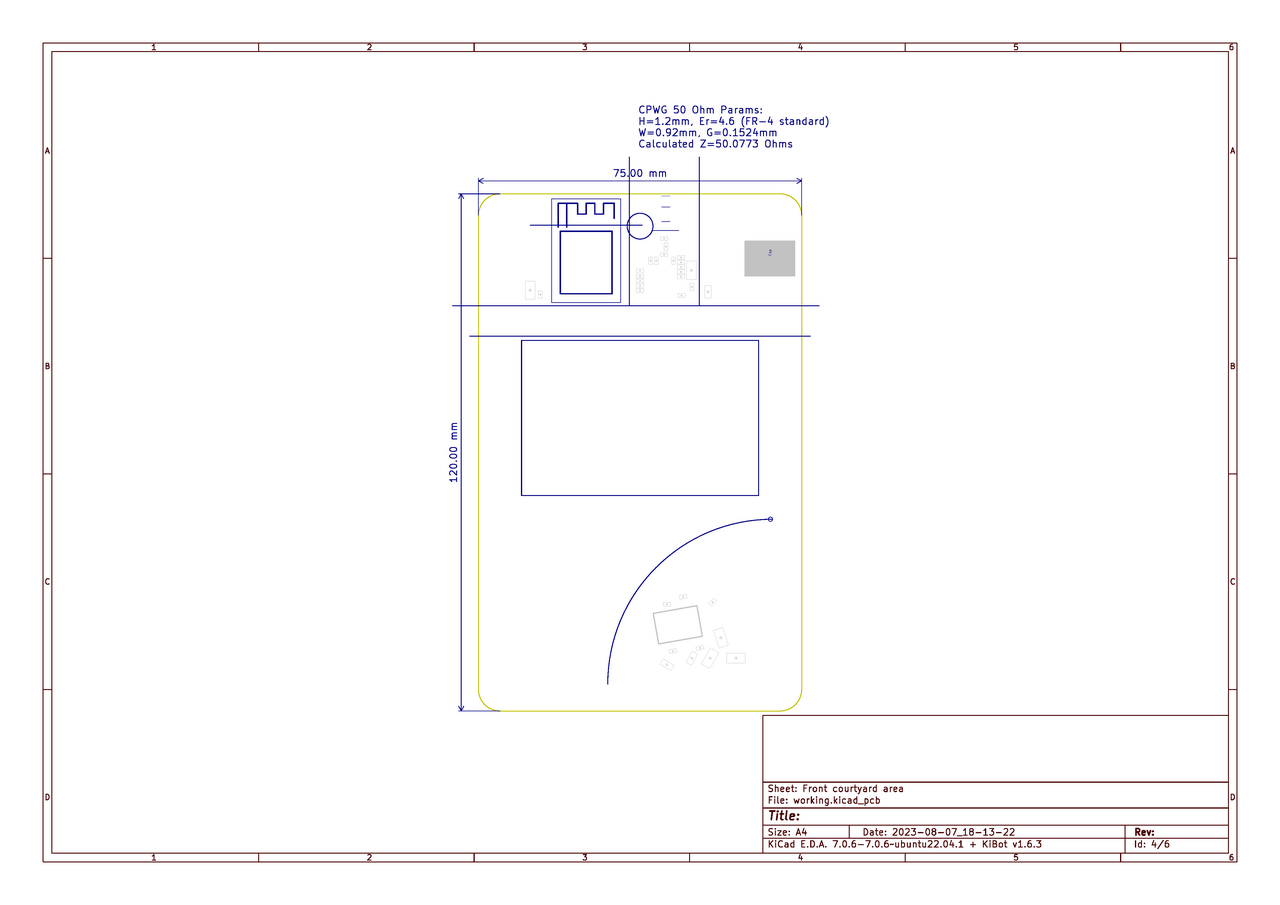 1 2 3 4 5 6
A A
CPWG 50 Ohm Params:
H=1.2mm, Er=4.6 (FR-4 standard)
W=0.92mm, G=0.1524mm
Calculated Z=50.0773 Ohms
75.00 mm
B B
120.00 mm
C C
Sheet: Front courtyard area
File: working.kicad_pcb
D D
Title:
Size: A4 Date: 2023-08-07_18-13-22 Rev:
KiCad E.D.A. 7.0.6-7.0.6~ubuntu22.04.1 + KiBot v1.6.3 Id: 4/6
1 2 3 4 5 6